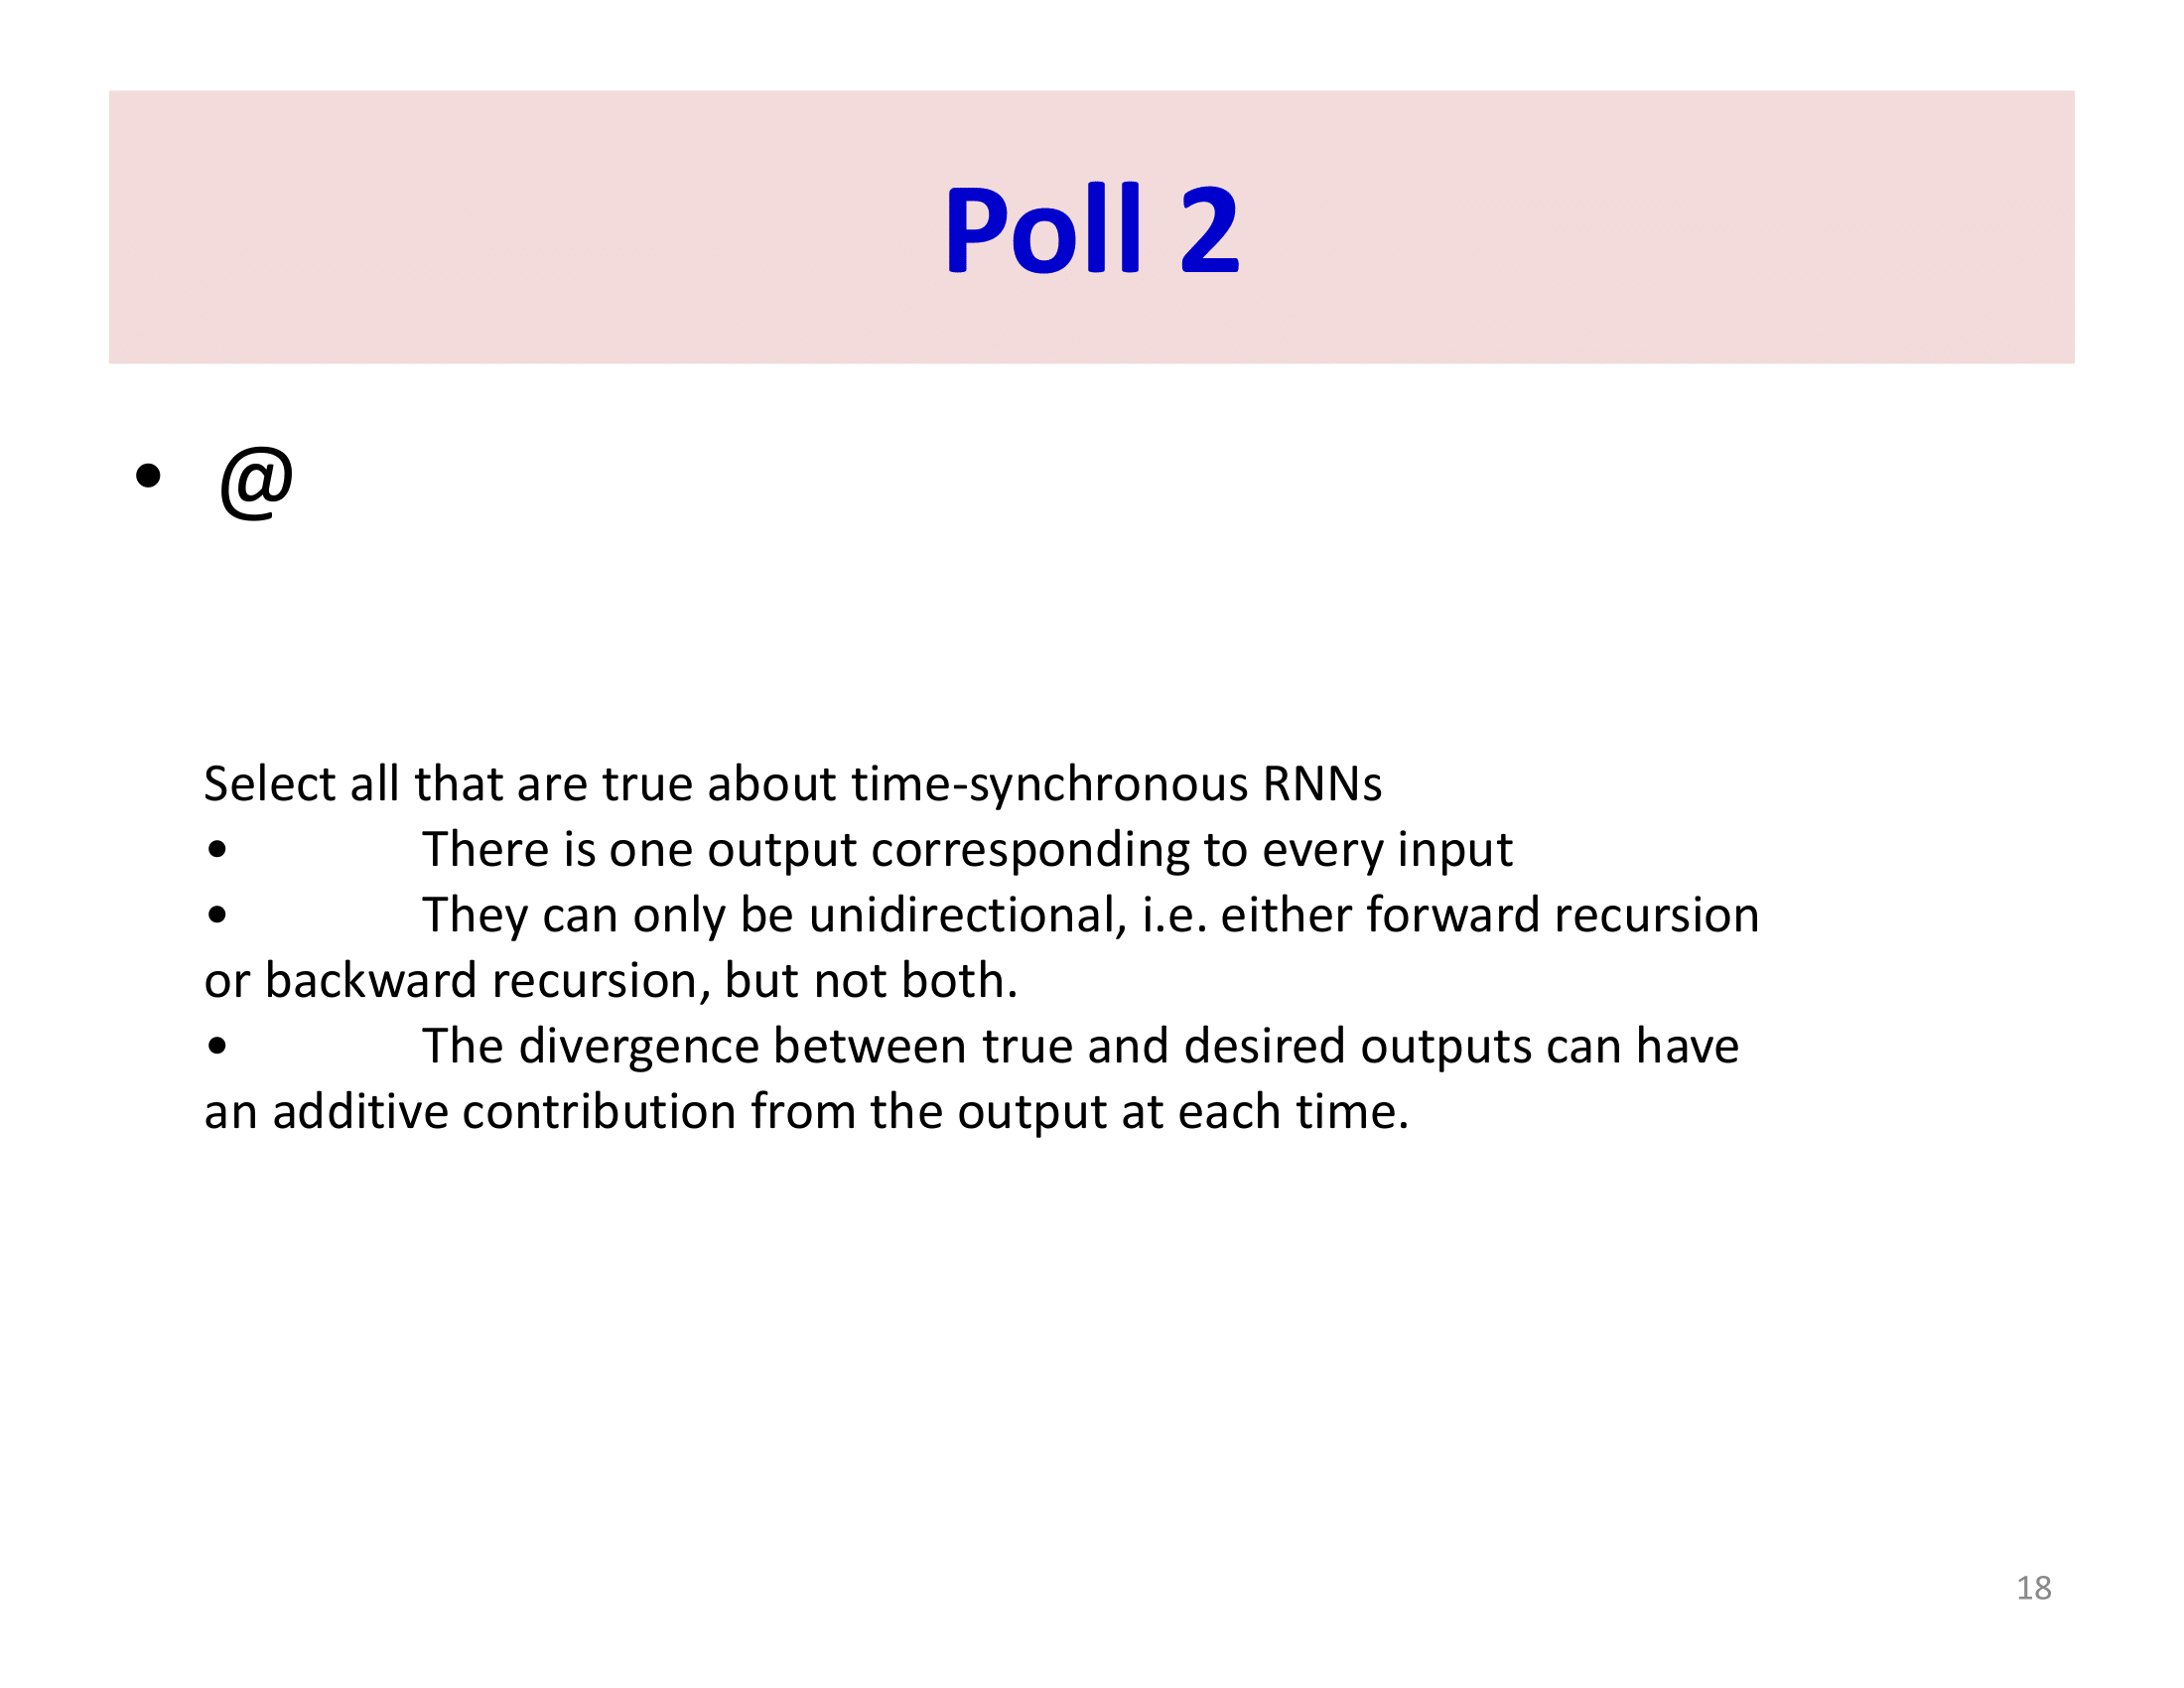 Poll 2
• @
Select all that are true about time-synchronous RNNs
• There is one output corresponding to every input
• They can only be unidirectional, i.e. either forward recursion
or backward recursion, but not both.
• The divergence between true and desired outputs can have
an additive contribution from the output at each time.
18